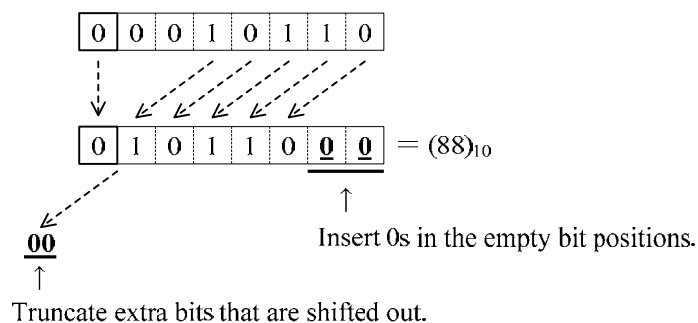 0 0 0 1 0 1 1 0
0 1 0 1 1 0 0 0 = (88)₁₀
Insert 0s in the empty bit positions.
00
Truncate extra bits that are shifted out.